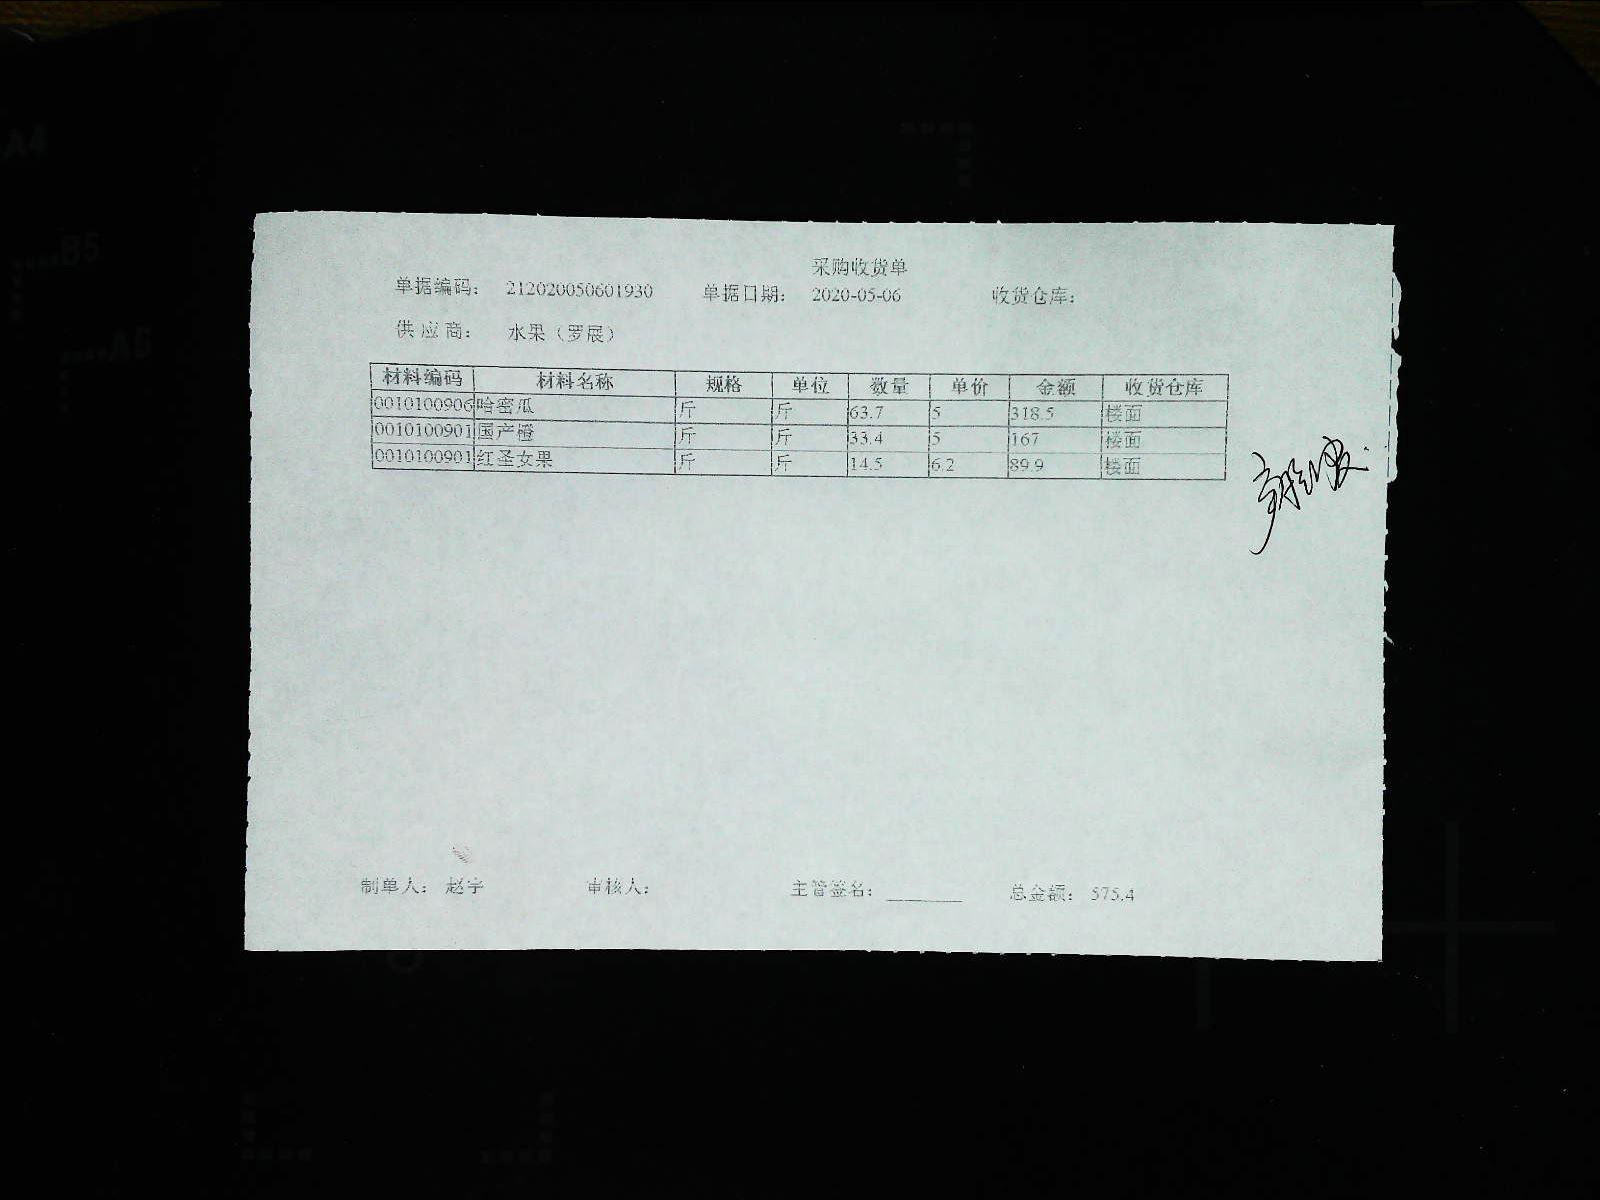 采购收货单
单据编码： 212020050601930 单据日期： 2020-05-06 收货仓库：
供应商： 水果（罗展）
材料编码 材料名称 规格 单位 数量 单价 金额 收货仓库
0010100906 哈密瓜 斤 斤 63.7 5 318.5 楼面
0010100901 国产橙 斤 斤 33.4 5 167 楼面
0010100901 红圣女果 斤 斤 14.5 6.2 89.9 楼面
制单人： 赵宇 审核人： 主管签名： 总金额： 575.4
A4
B5
A6